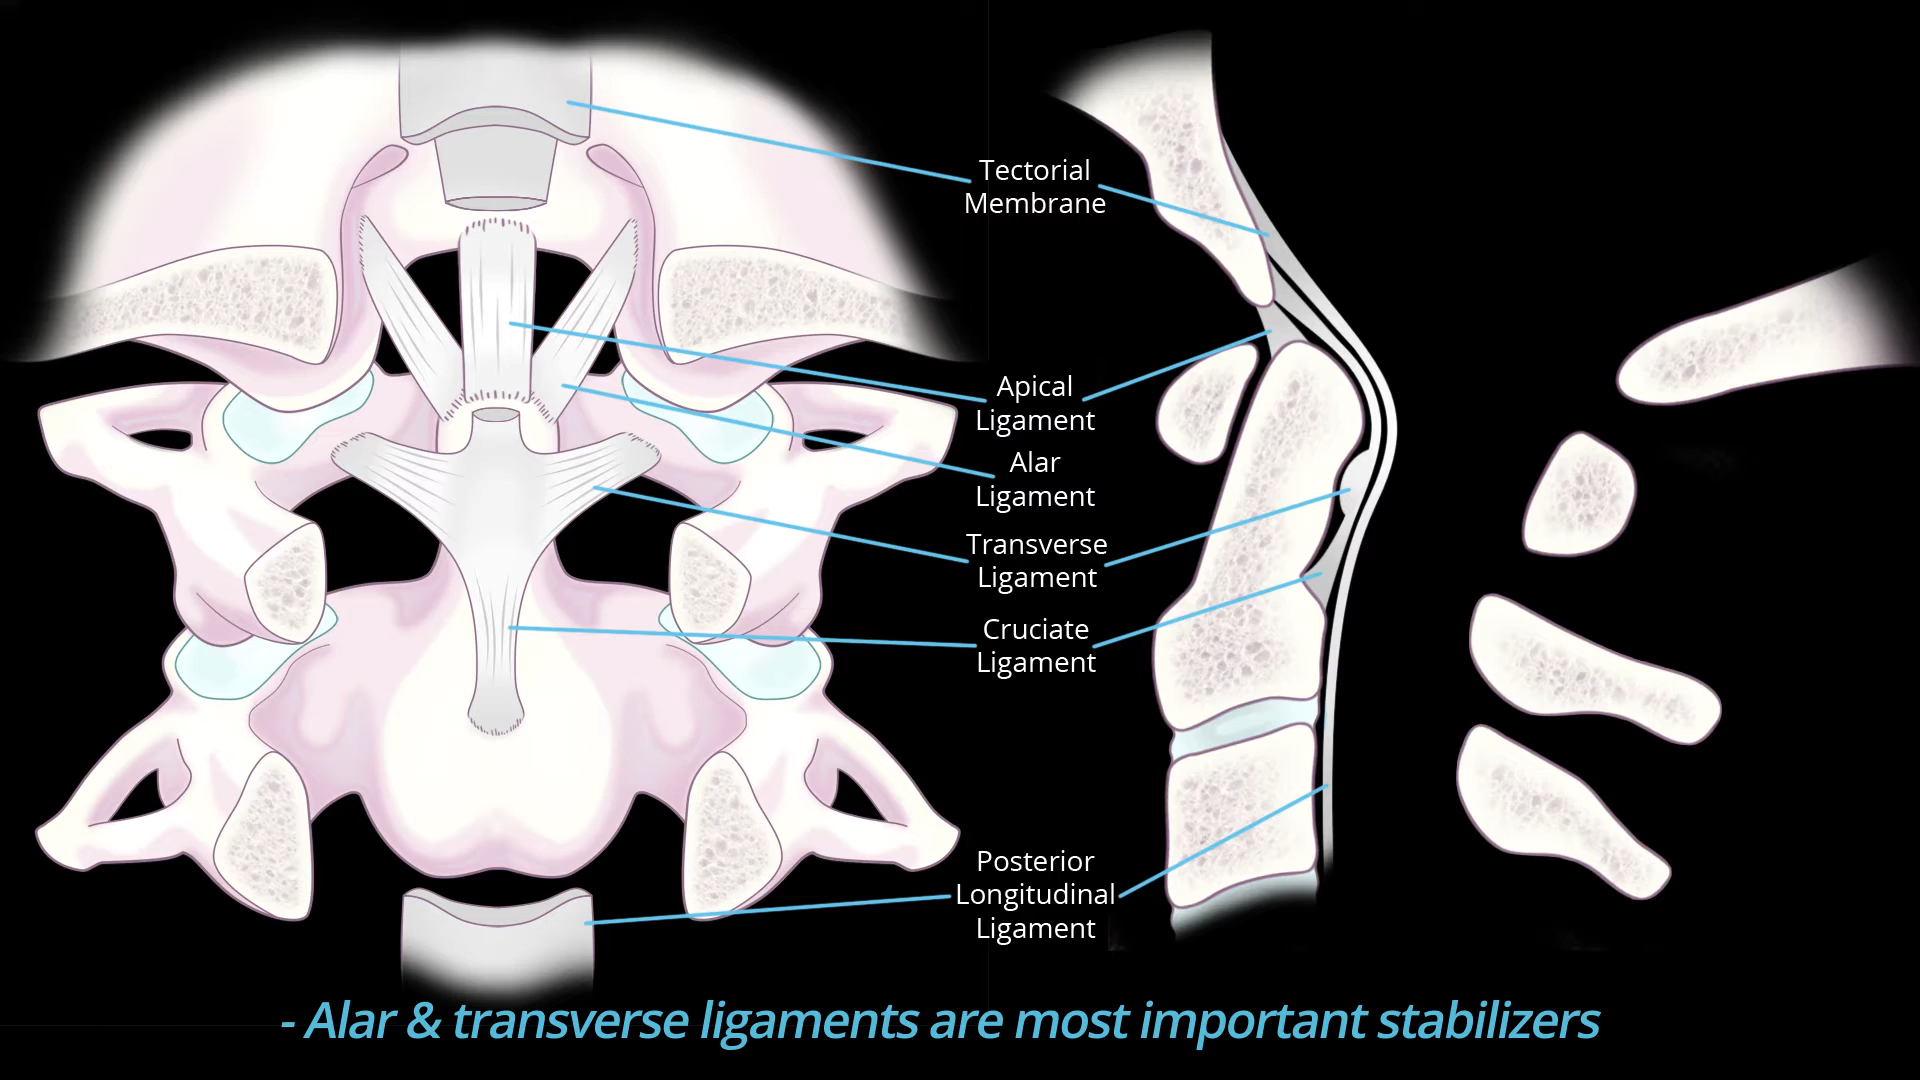 Tectorial
Membrane
Apical
Ligament
Alar
Ligament
Transverse
Ligament
Cruciate
Ligament
Posterior
Longitudinal
Ligament
- Alar & transverse ligaments are most important stabilizers